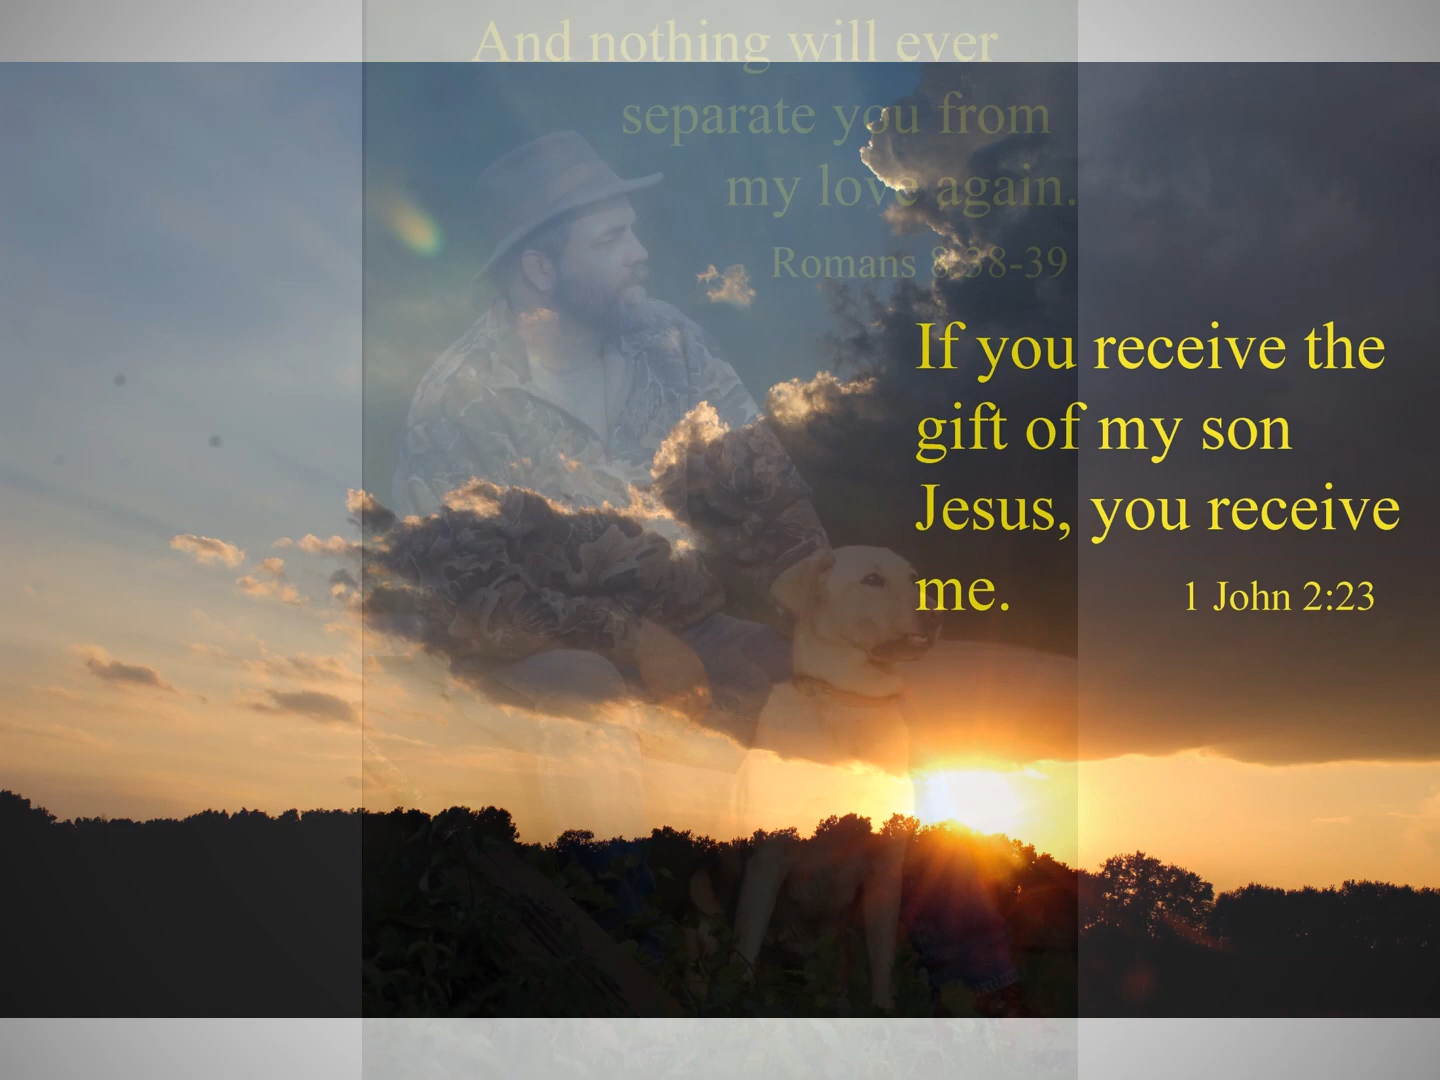 And nothing will ever
separate you from
my love again.
Romans 8:38-39
If you receive the
gift of my son
Jesus, you receive
me.
1 John 2:23